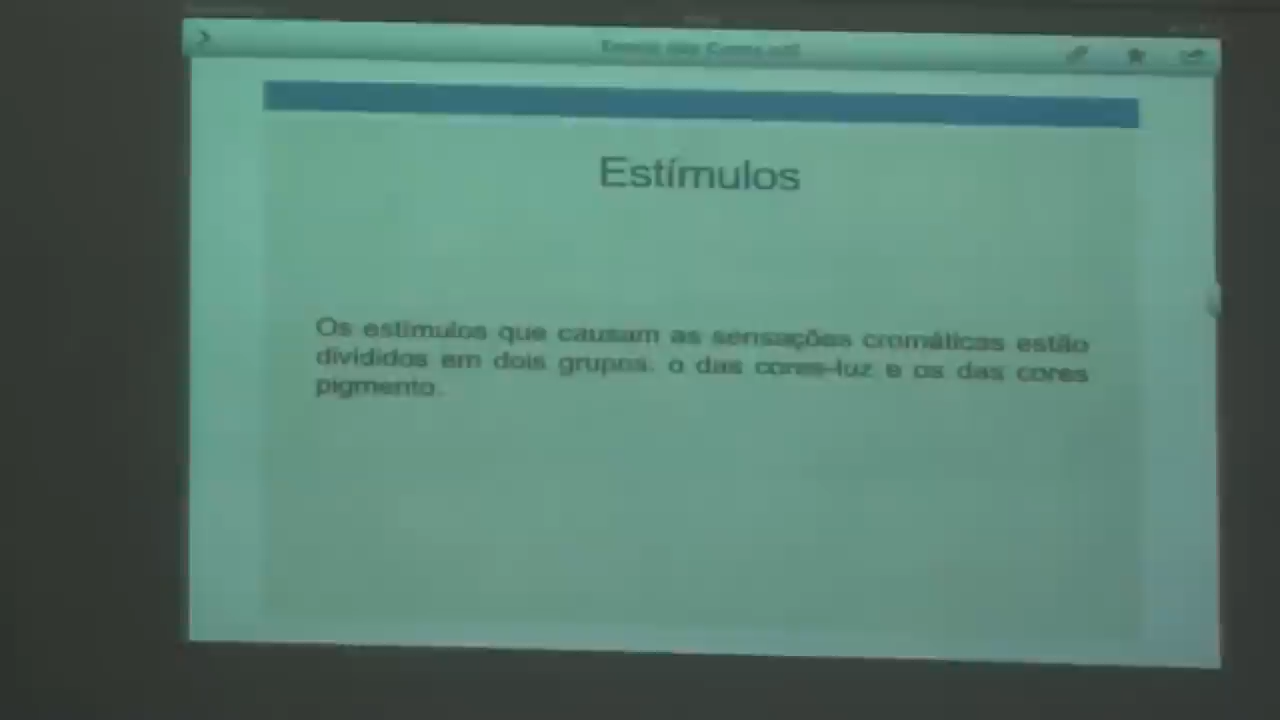 Estímulos
Os estímulos que causam as sensações cromáticas estão
divididos em dois grupos. o das cores-luz e os das cores
pigmento.